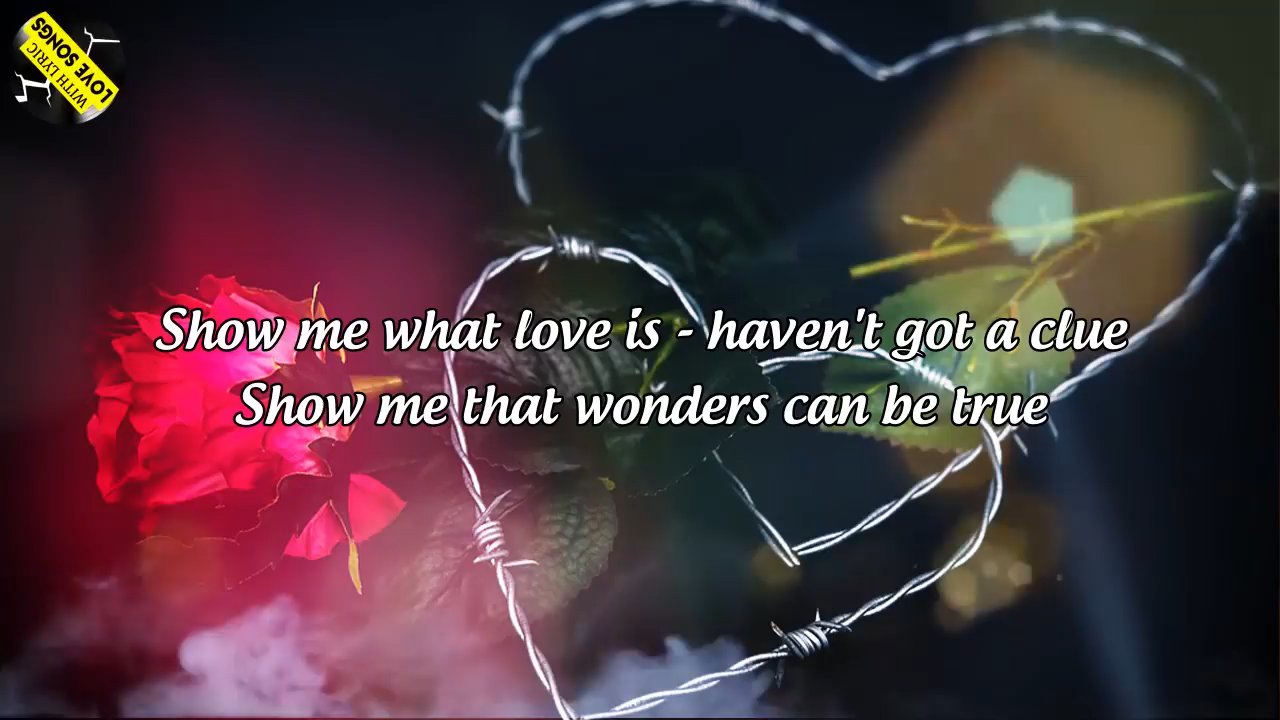 LOVE SONGS
WITH LYRIC
Show me what love is - haven't got a clue
Show me that wonders can be true